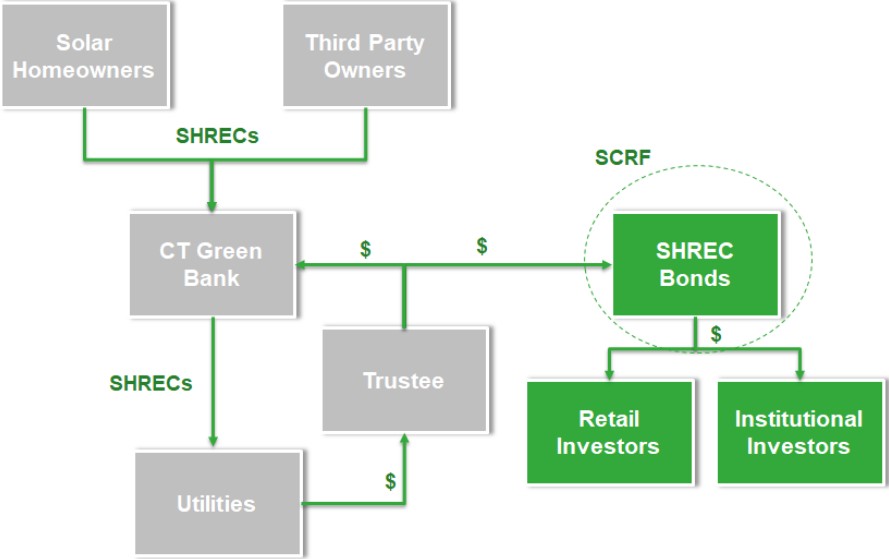 Solar
Homeowners
Third Party
Owners
SHRECs
SCRF
CT Green
Bank
$
$
SHREC
Bonds
$
SHRECs
Trustee
Retail
Investors
Institutional
Investors
$
Utilities